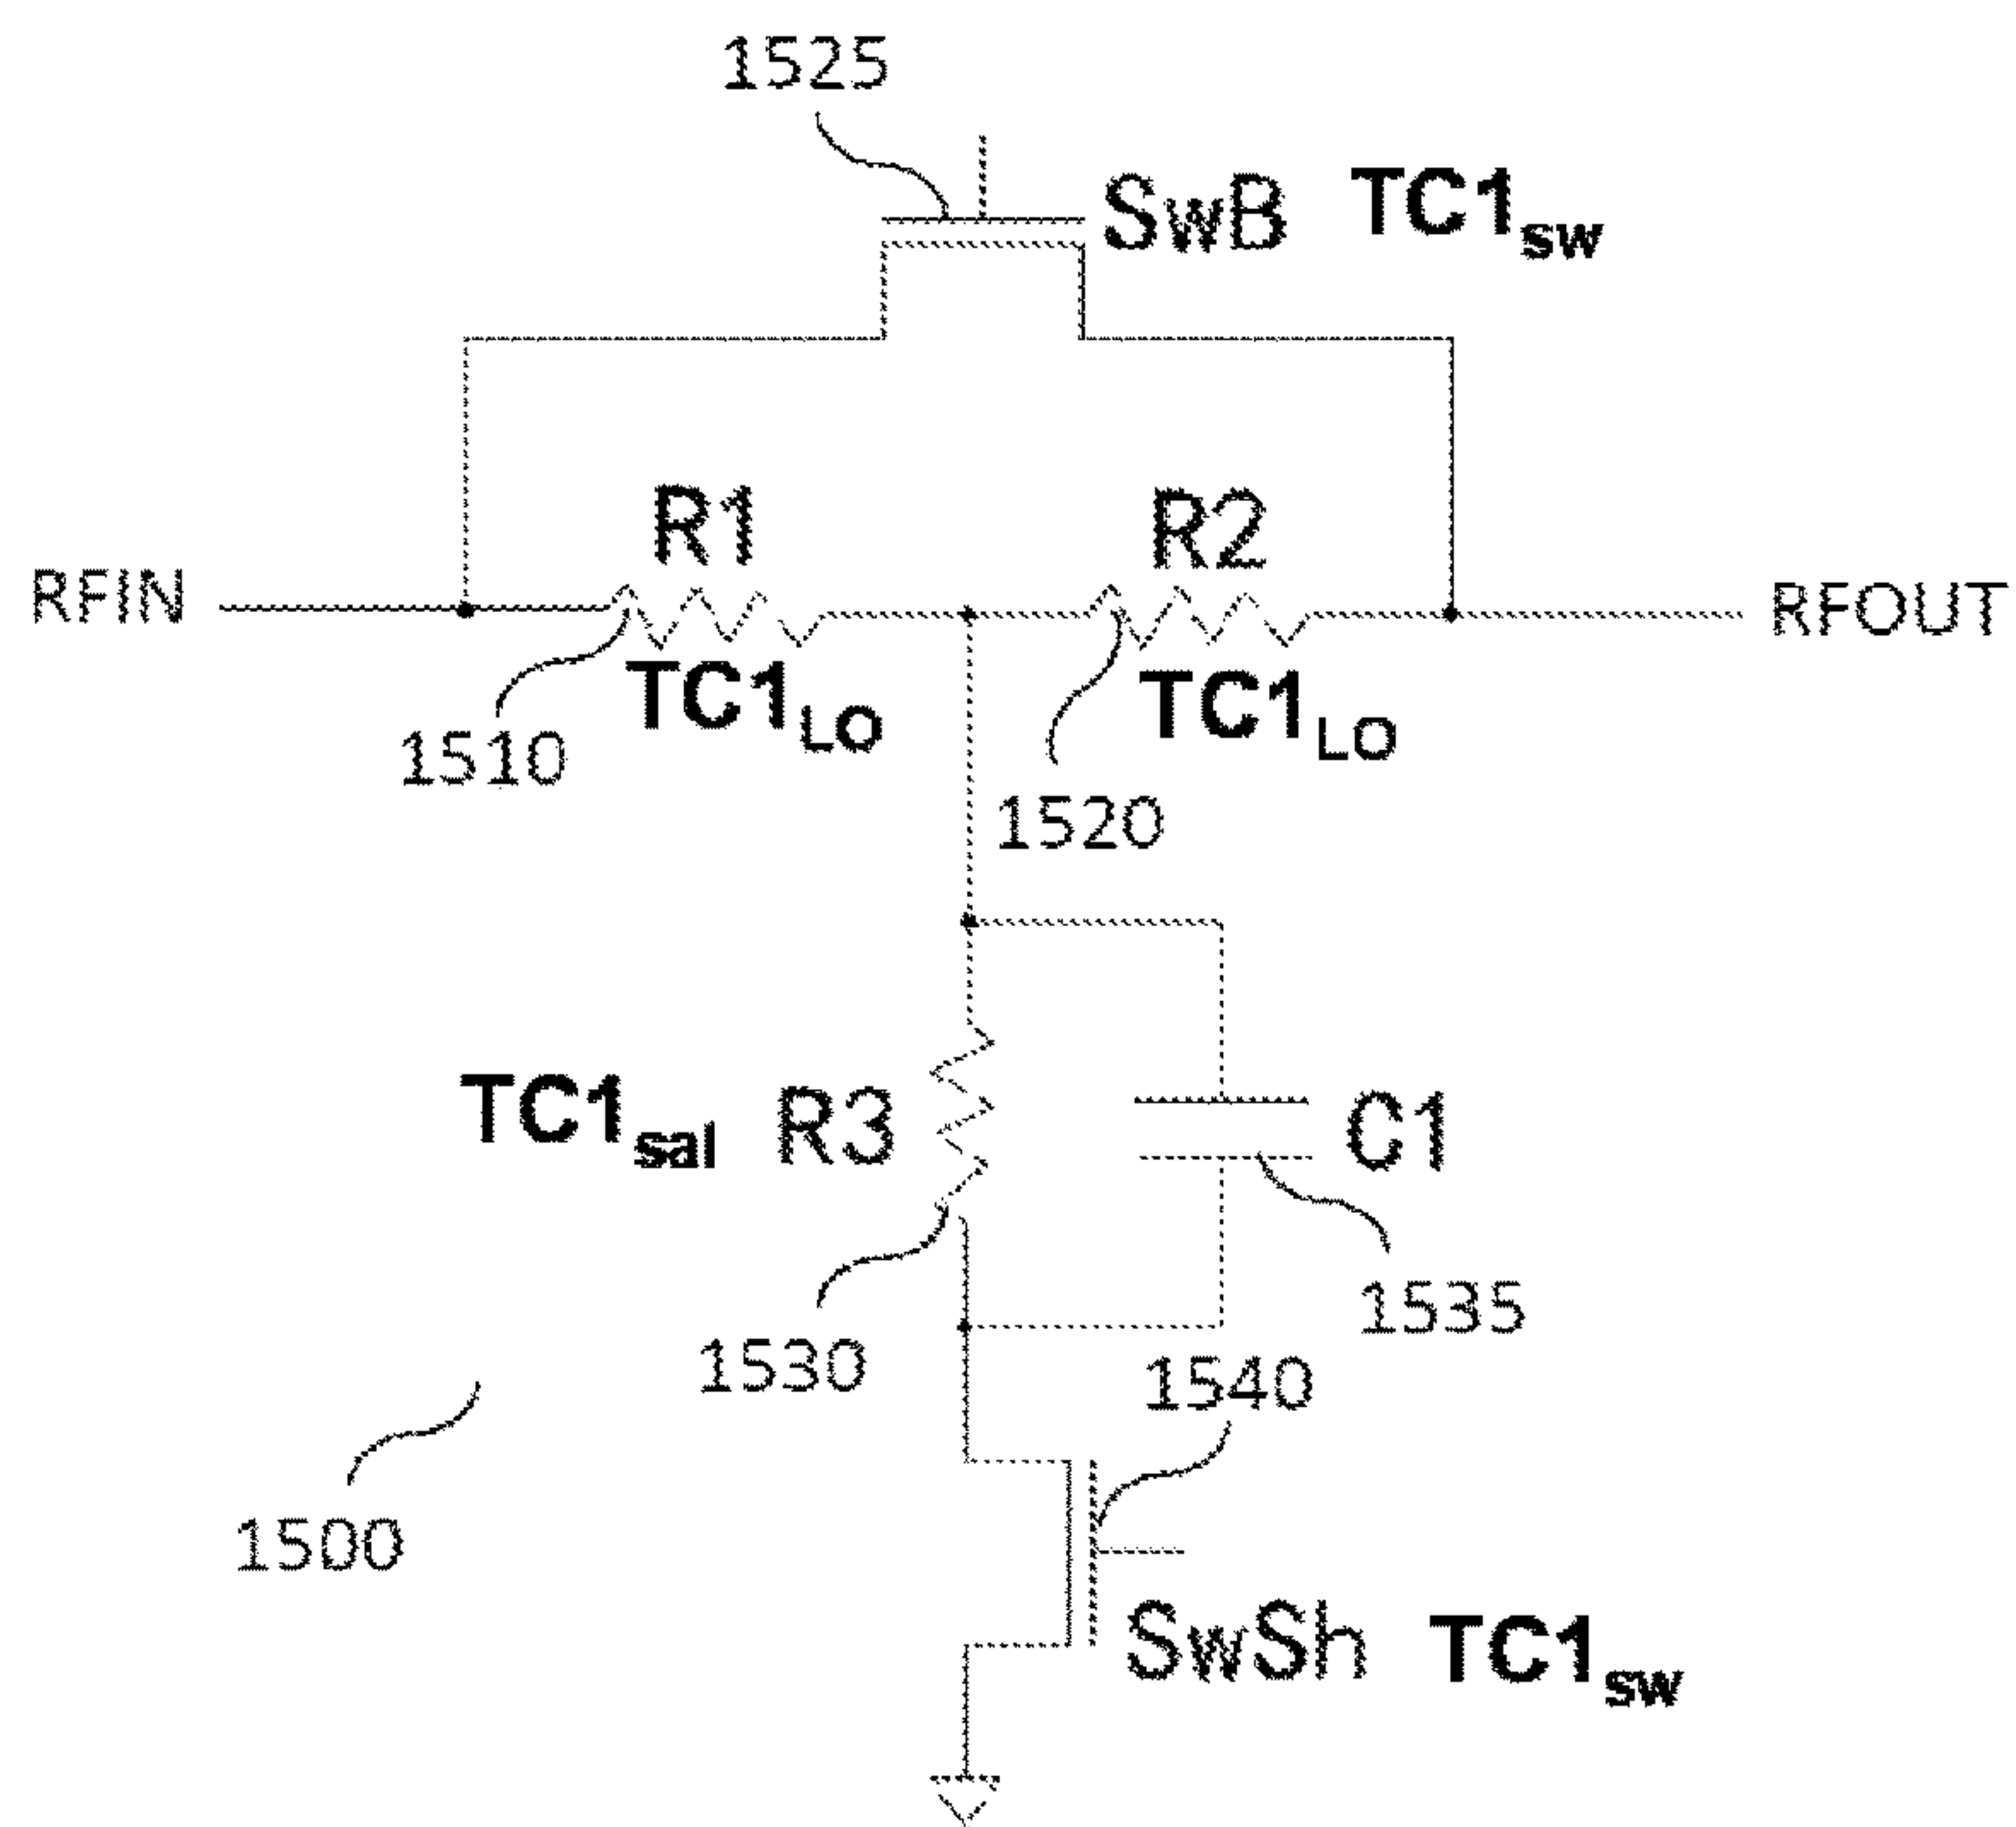 1525
SwB TC1sw
R1
R2
RFIN
RFOUT
TC1LO
TC1LO
1510
1520
TC1sal R3
C1
1535
1530
1540
1500
SwSh TC1sw